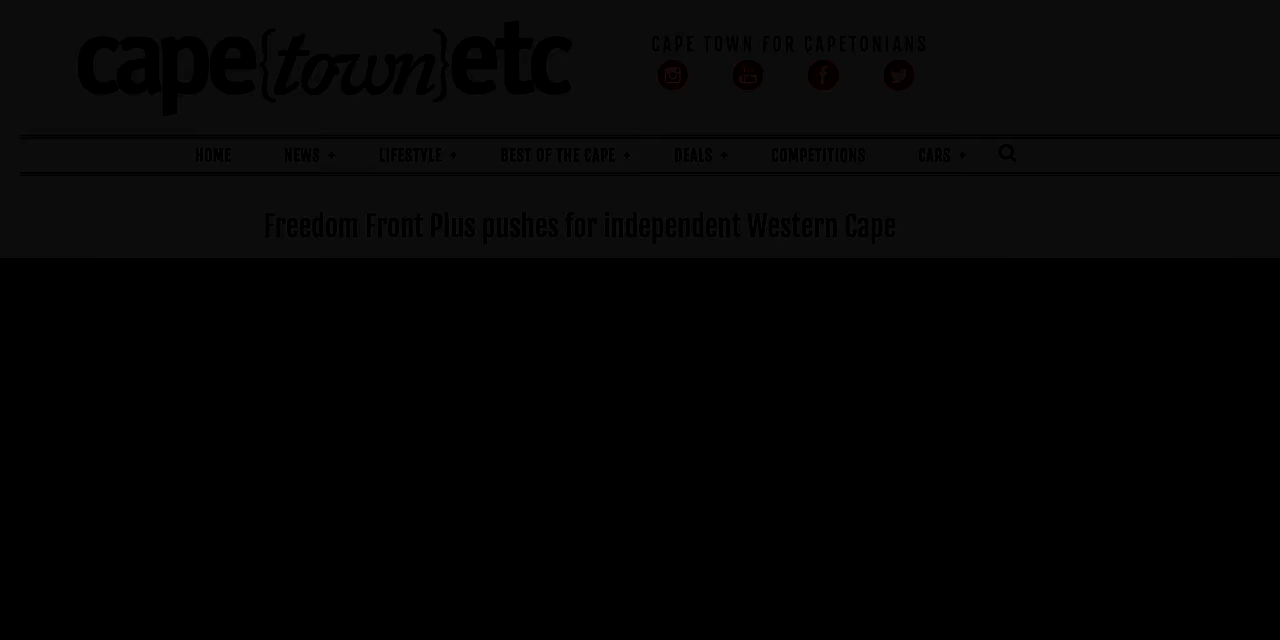 cape{town}etc
CAPE TOWN FOR CAPETONIANS
HOME NEWS + LIFESTYLE + BEST OF THE CAPE + DEALS + COMPETITIONS CARS +
Freedom Front Plus pushes for independent Western Cape